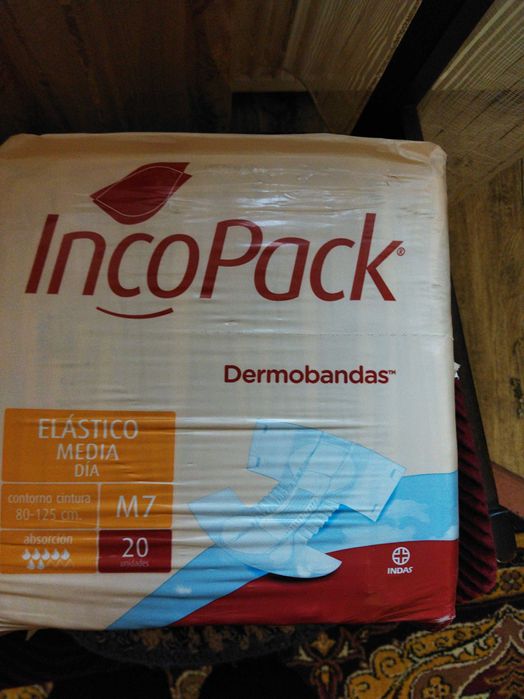 IncoPack®
Dermobandas™
ELÁSTICO
MEDIA
DIA
contorno cintura
80-125 cm.
M7
absorción
20
unidades
INDAS